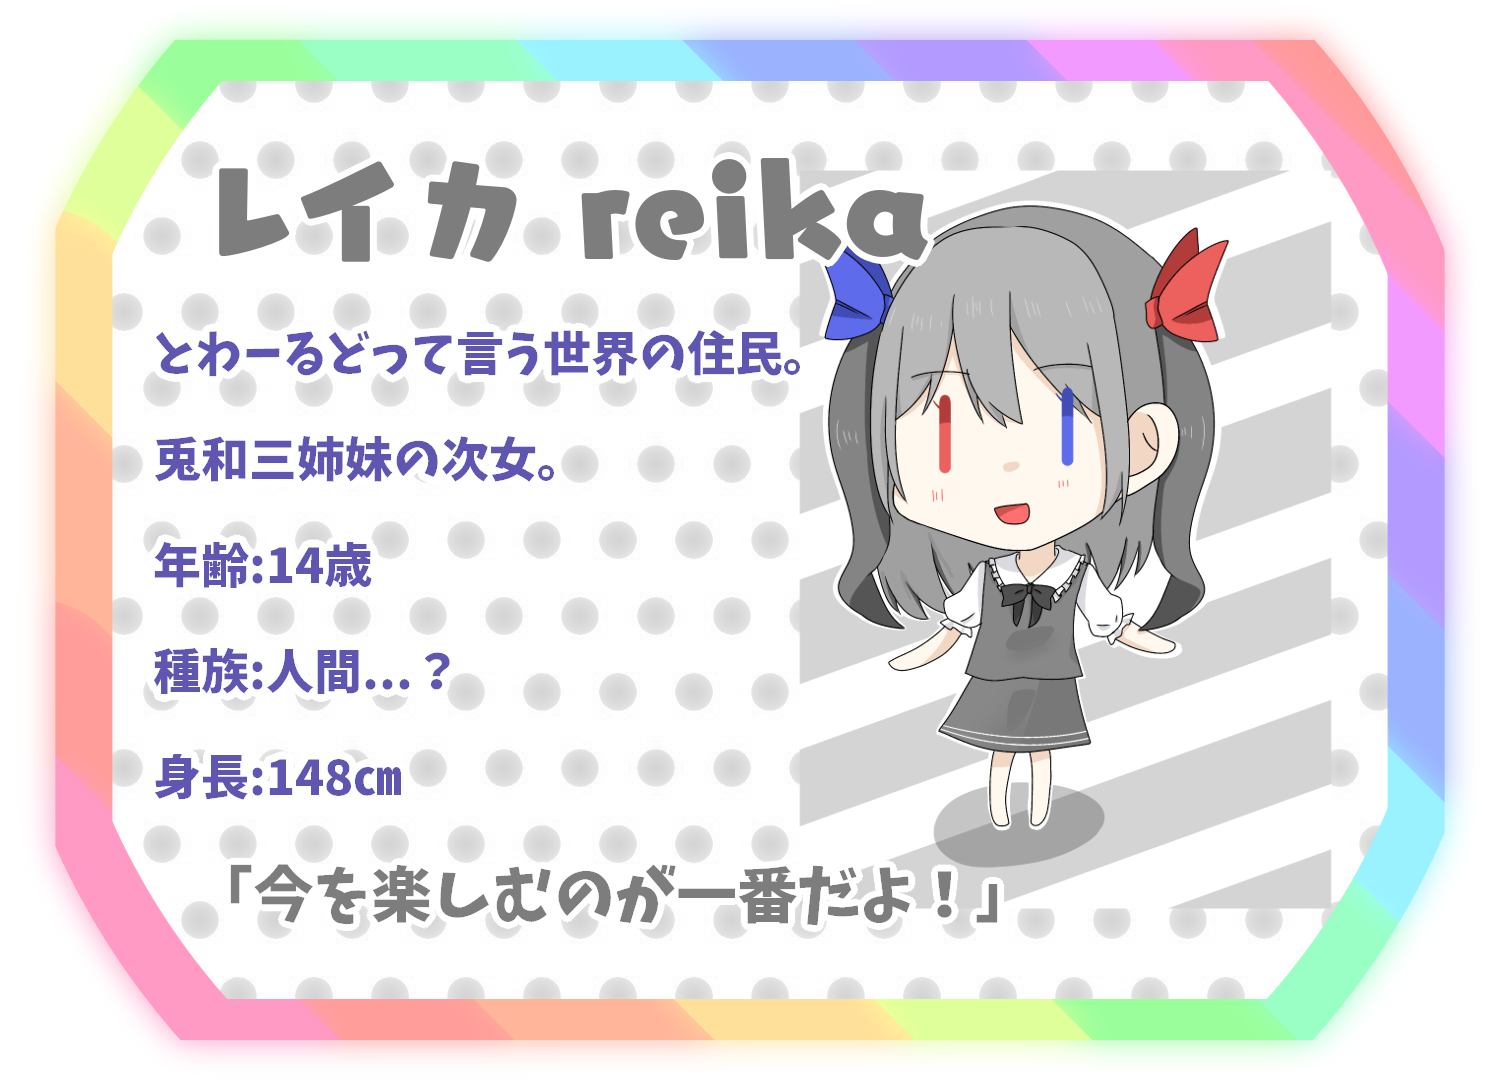 レイカ reika
とわーるどって言う世界の住民。
兎和三姉妹の次女。
年齢:14歳
種族:人間…？
身長:148㎝
「今を楽しむのが一番だよ！」